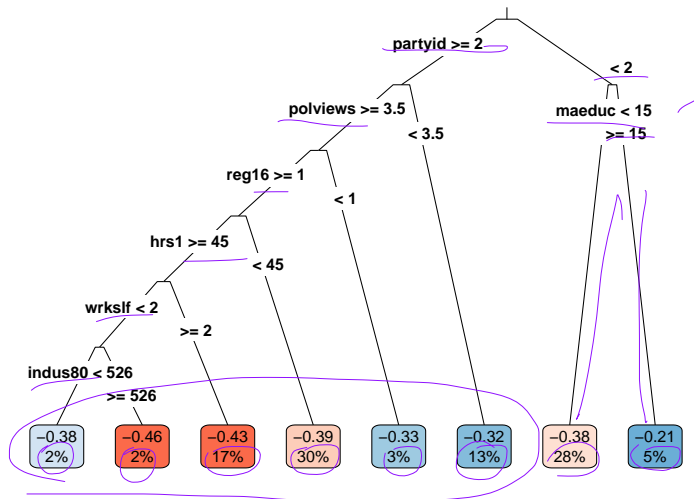 partyid >= 2
< 2
polviews >= 3.5
maeduc < 15
< 3.5
>= 15
reg16 >= 1
< 1
hrs1 >= 45
< 45
wrkslf < 2
>= 2
indus80 < 526
>= 526
−0.38 −0.46 −0.43 −0.39 −0.33 −0.32 −0.38 −0.21
2% 2% 17% 30% 3% 13% 28% 5%